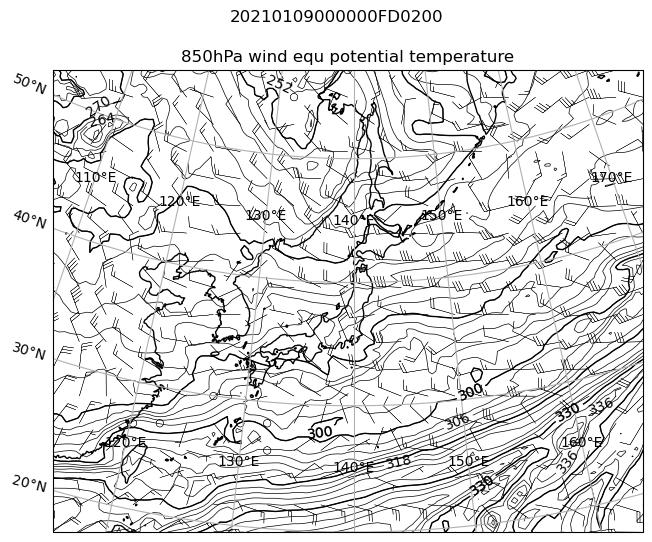 20210109000000FD0200
850hPa wind equ potential temperature
50°N
252
270
264
110°E
170°E
120°E
160°E
130°E
150°E
140°E
40°N
30°N
300
336
330
306
300
120°E
160°E
130°E
318
150°E
336
140°E
20°N
330